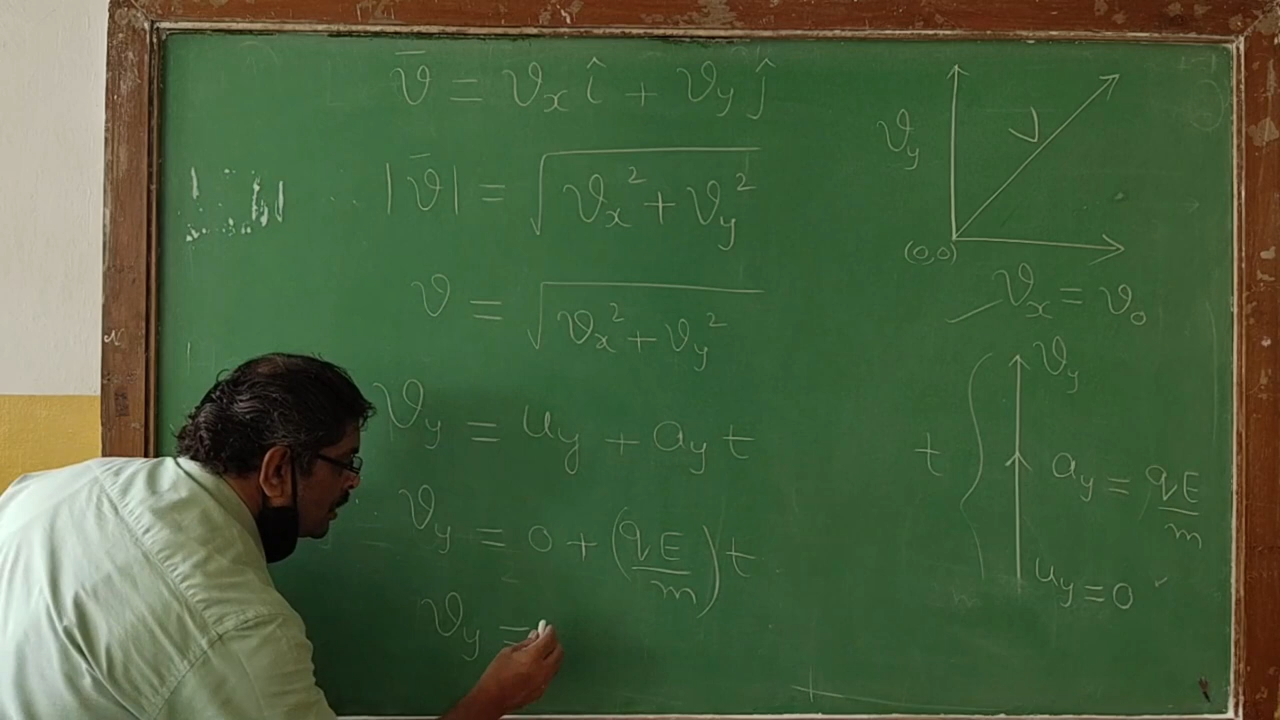 v̄ = vₓ î + v_y ĵ
|v̄| = √(vₓ² + v_y²)
v = √(vₓ² + v_y²)
v_y = u_y + a_y t
v_y = 0 + (qE/m) t
v_y =
v_y
V
(0,0)
vₓ = v₀
v_y
t
a_y = qE/m
u_y = 0